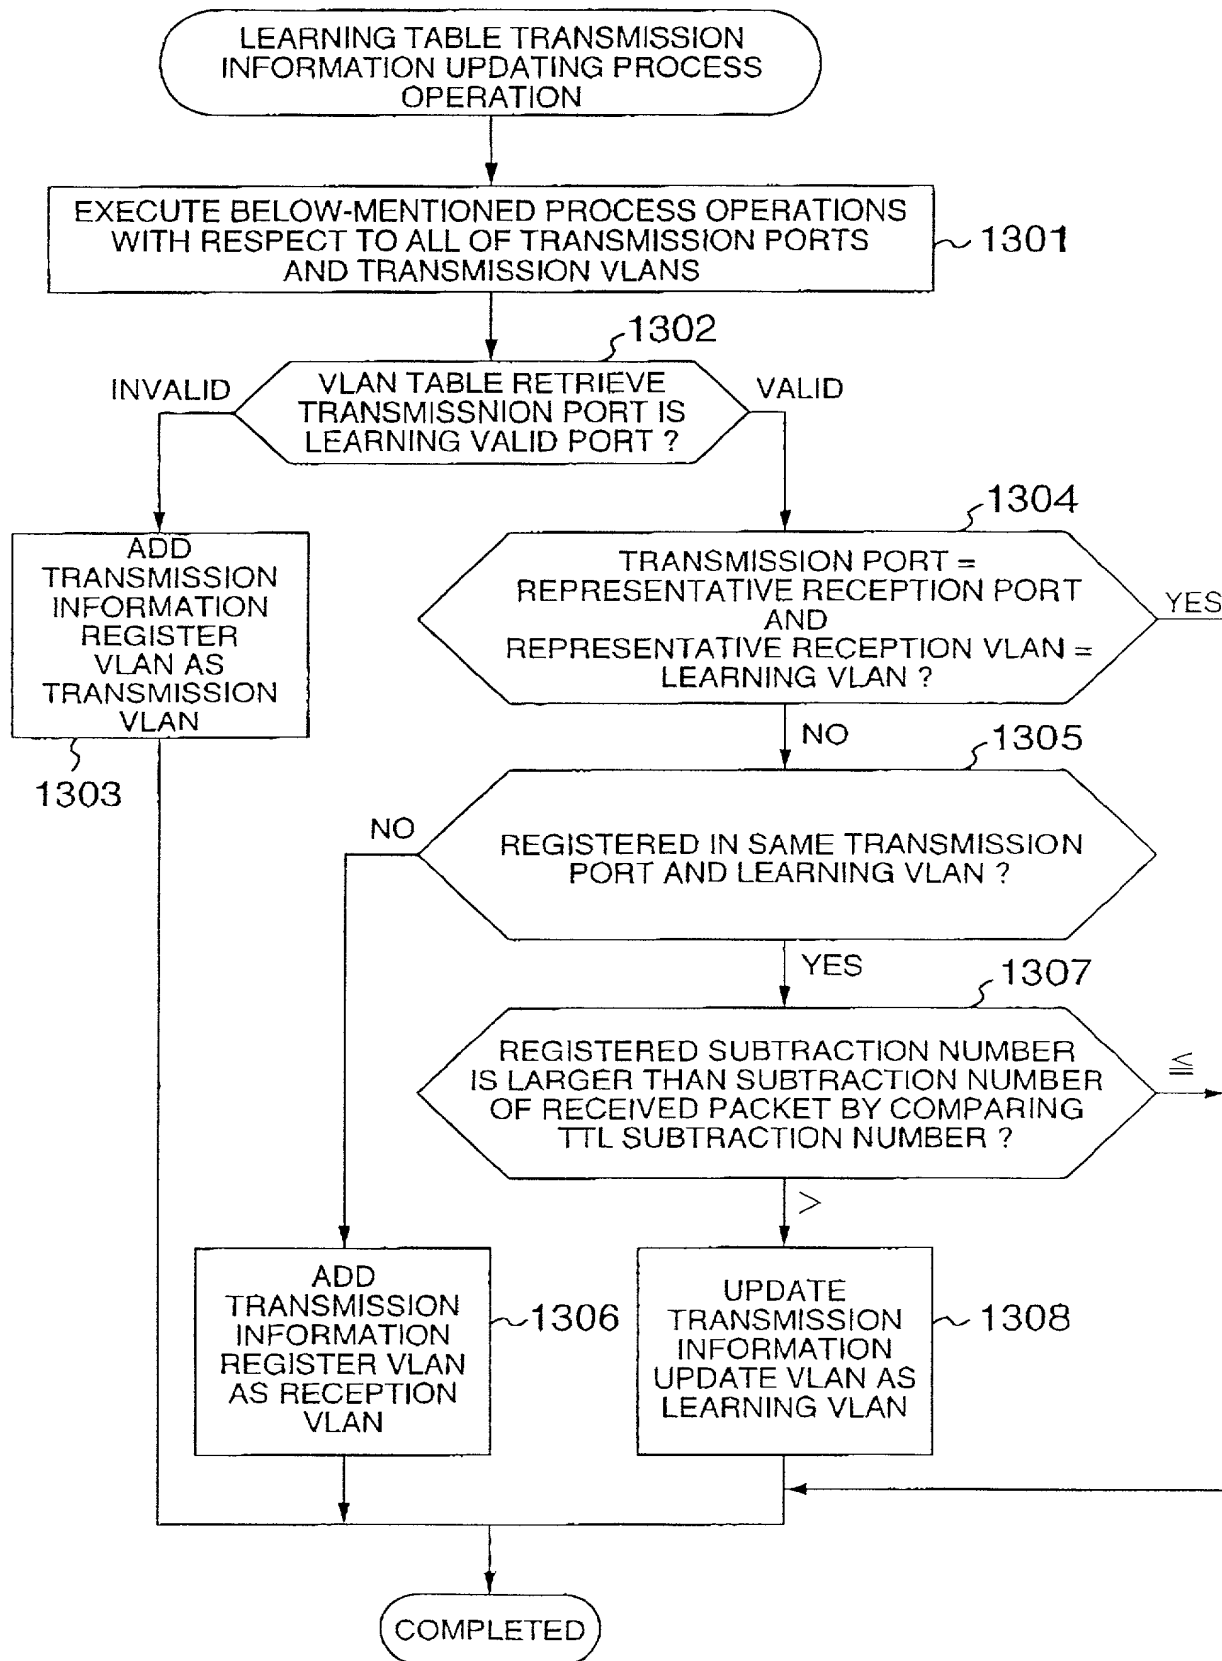 LEARNING TABLE TRANSMISSION
INFORMATION UPDATING PROCESS
OPERATION
EXECUTE BELOW-MENTIONED PROCESS OPERATIONS
WITH RESPECT TO ALL OF TRANSMISSION PORTS
AND TRANSMISSION VLANS
1301
1302
INVALID
VLAN TABLE RETRIEVE
TRANSMISSNION PORT IS
LEARNING VALID PORT ?
VALID
1304
ADD
TRANSMISSION
INFORMATION
REGISTER
VLAN AS
TRANSMISSION
VLAN
1303
TRANSMISSION PORT =
REPRESENTATIVE RECEPTION PORT
AND
REPRESENTATIVE RECEPTION VLAN =
LEARNING VLAN ?
YES
NO
1305
NO
REGISTERED IN SAME TRANSMISSION
PORT AND LEARNING VLAN ?
YES
1307
REGISTERED SUBTRACTION NUMBER
IS LARGER THAN SUBTRACTION NUMBER
OF RECEIVED PACKET BY COMPARING
TTL SUBTRACTION NUMBER ?
≦
>
ADD
TRANSMISSION
INFORMATION
REGISTER VLAN
AS RECEPTION
VLAN
1306
UPDATE
TRANSMISSION
INFORMATION
UPDATE VLAN AS
LEARNING VLAN
1308
COMPLETED